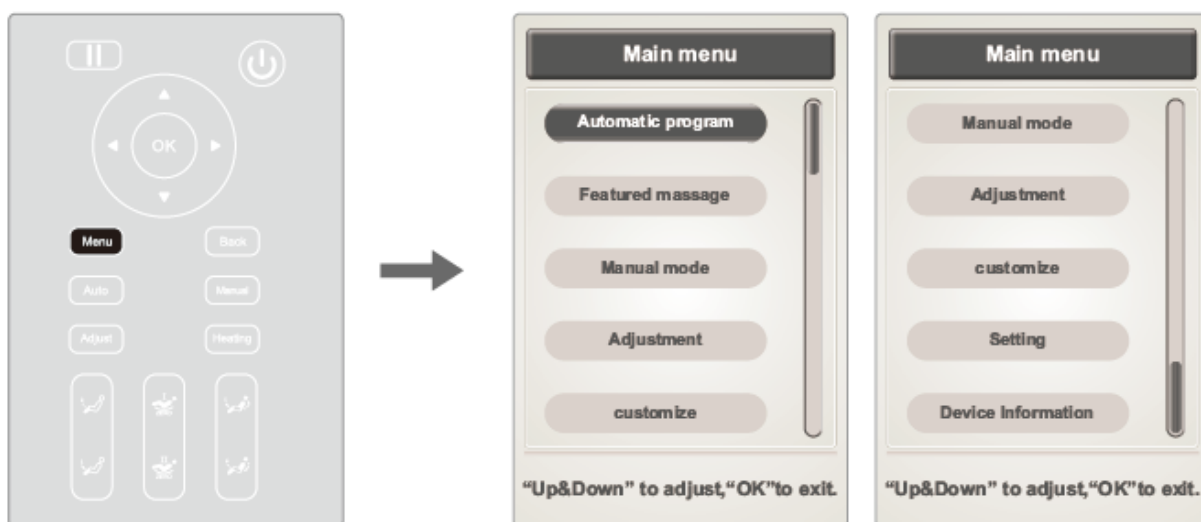 OK
Menu
Back
Auto
Manual
Adjust
Heating
Main menu
Automatic program
Featured massage
Manual mode
Adjustment
customize
“Up&Down” to adjust,“OK”to exit.
Main menu
Manual mode
Adjustment
customize
Setting
Device Information
“Up&Down” to adjust,“OK”to exit.